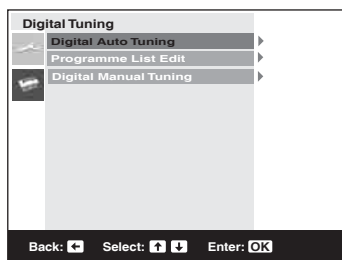 Digital Tuning
Digital Auto Tuning
Programme List Edit
Digital Manual Tuning
Back: Select: Enter: OK